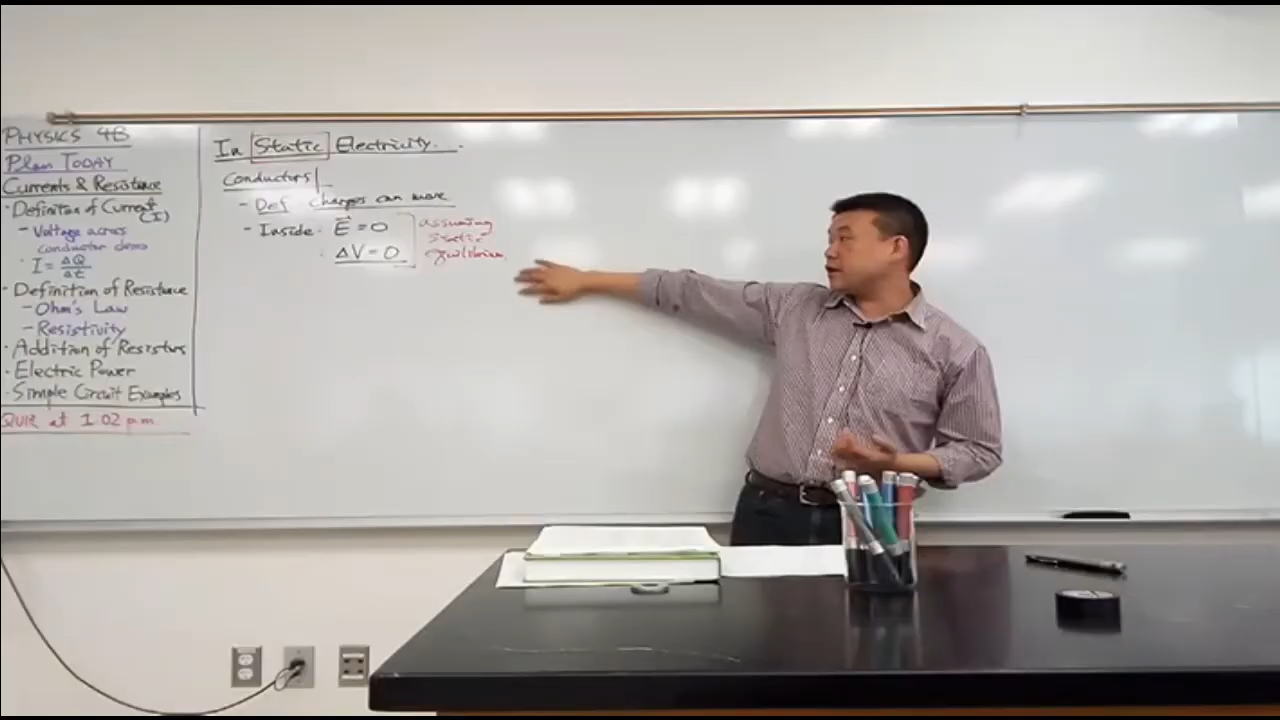 PHYSICS 4B
Plan TODAY
Currents & Resistance
· Definition of Current (I)
- Voltage across
conductor demo
· I = ΔQ/Δt
· Definition of Resistance
- Ohm's Law
- Resistivity
· Addition of Resistors
· Electric Power
· Simple Circuit Examples
QUIZ at 1:02 p.m.
In Static Electricity...
Conductors
- Def charges can move
- Inside: E⃗ = 0
: ΔV = 0
assuming
static
equilibrium